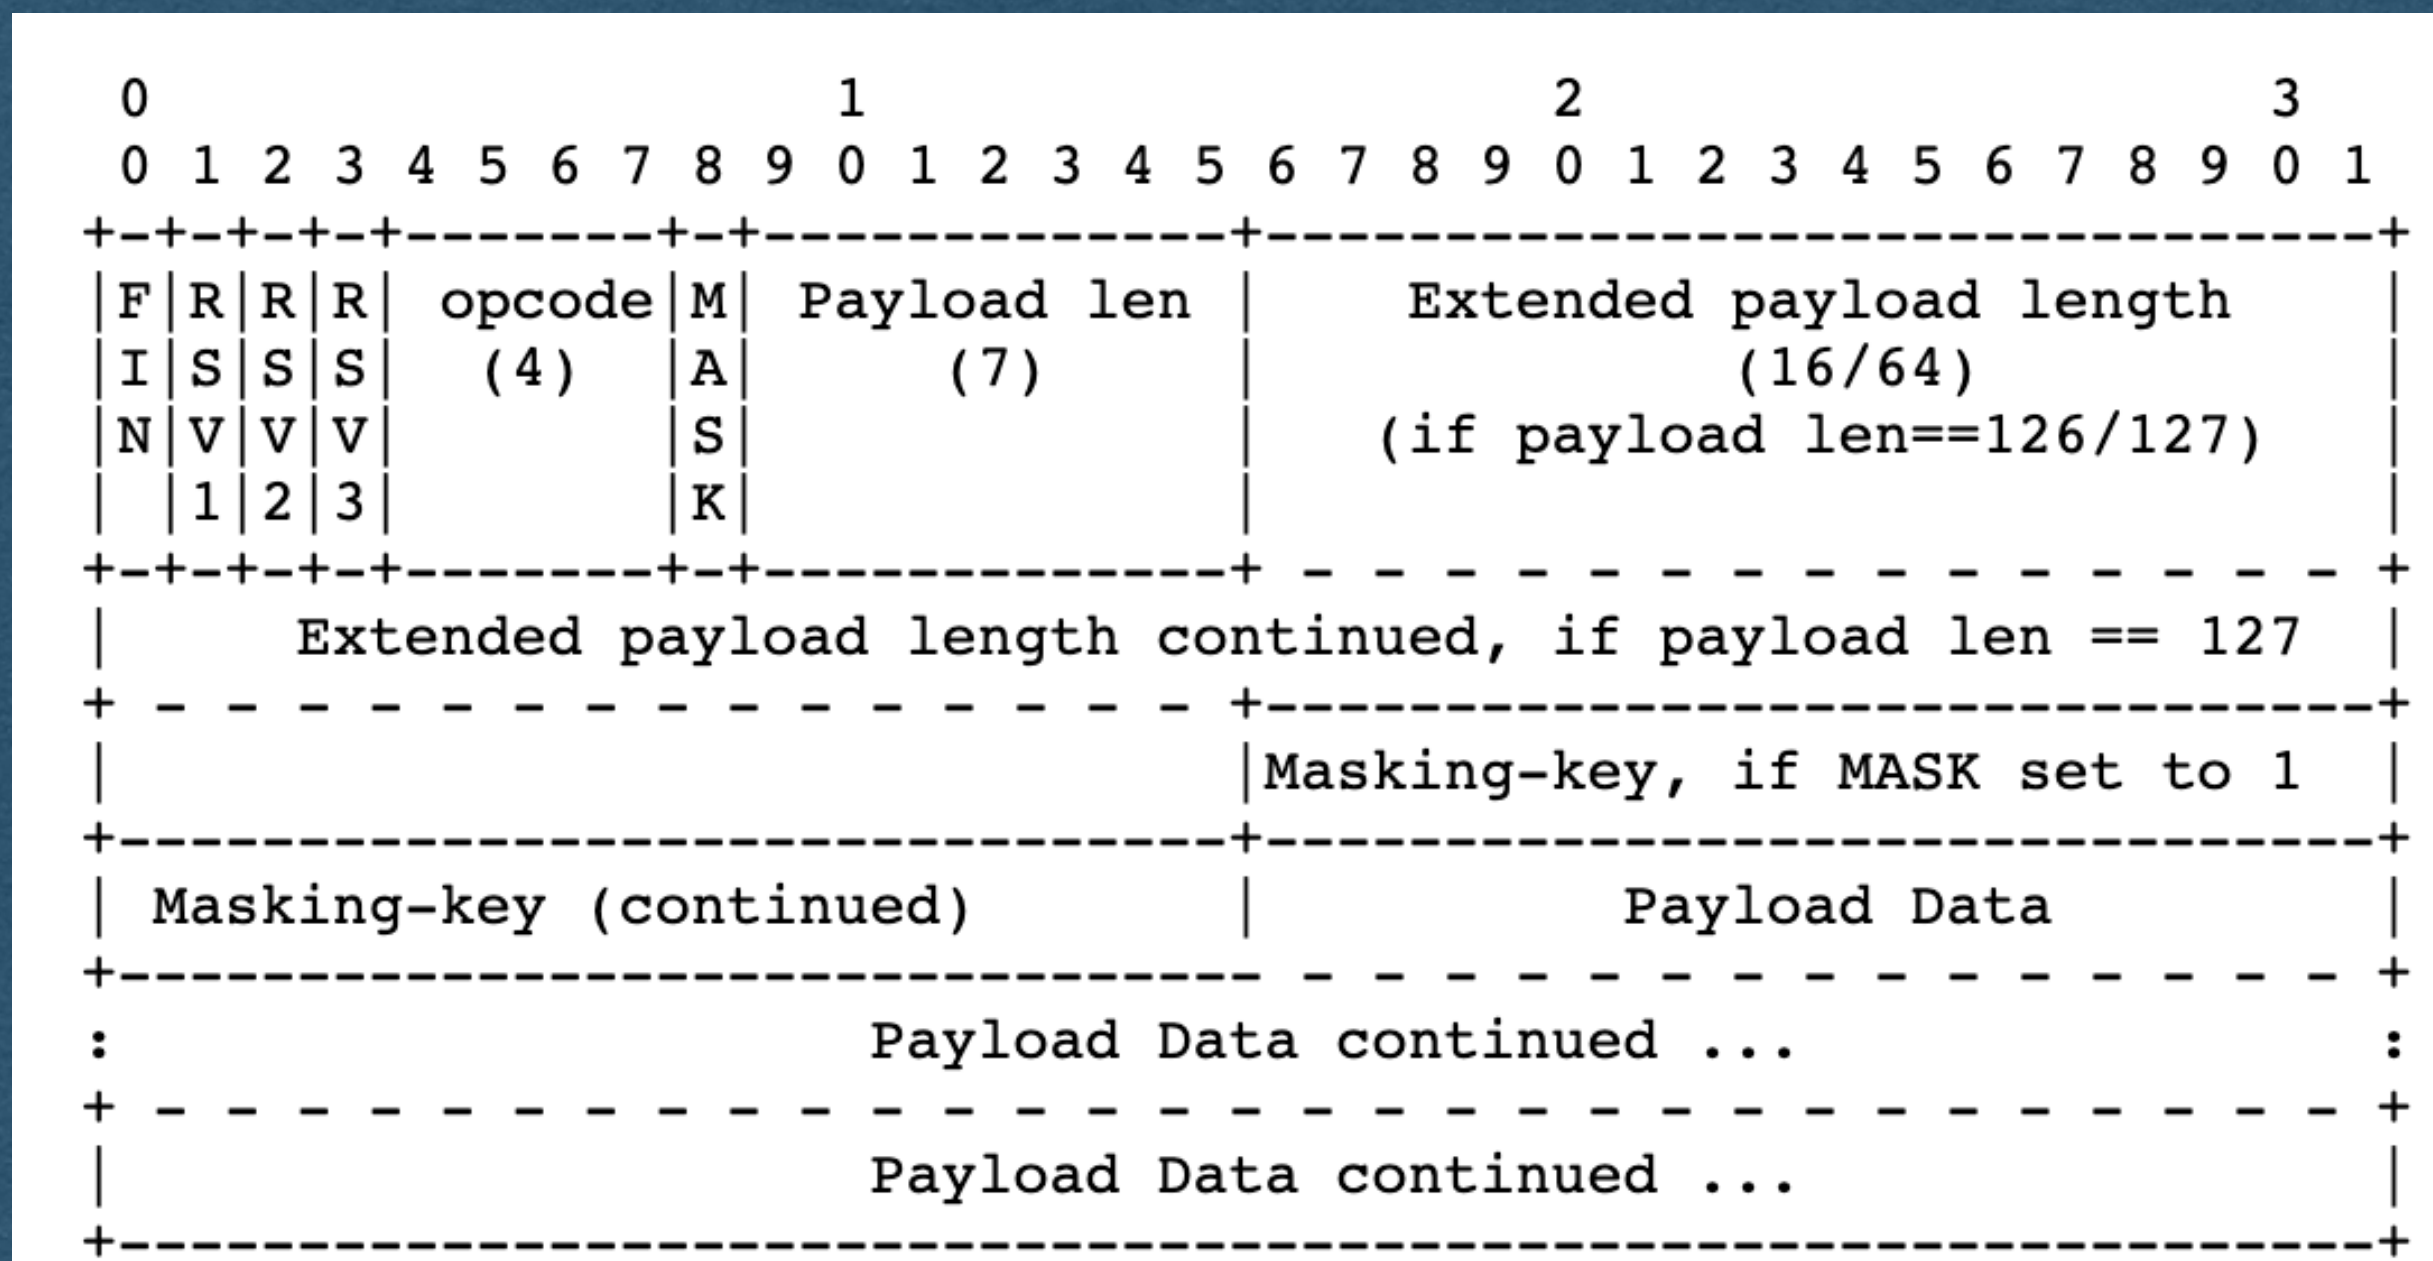 0                   1                   2                   3
 0 1 2 3 4 5 6 7 8 9 0 1 2 3 4 5 6 7 8 9 0 1 2 3 4 5 6 7 8 9 0 1
+-+-+-+-+-------+-+-------------+-------------------------------+
|F|R|R|R| opcode|M| Payload len |    Extended payload length    |
|I|S|S|S|  (4)  |A|     (7)     |             (16/64)           |
|N|V|V|V|       |S|             |   (if payload len==126/127)   |
| |1|2|3|       |K|             |                               |
+-+-+-+-+-------+-+-------------+ - - - - - - - - - - - - - - - +
|     Extended payload length continued, if payload len == 127  |
+ - - - - - - - - - - - - - - - +-------------------------------+
|                               |Masking-key, if MASK set to 1  |
+-------------------------------+-------------------------------+
| Masking-key (continued)       |          Payload Data         |
+-------------------------------- - - - - - - - - - - - - - - - +
:                     Payload Data continued ...                :
+ - - - - - - - - - - - - - - - - - - - - - - - - - - - - - - - +
|                     Payload Data continued ...                |
+---------------------------------------------------------------+